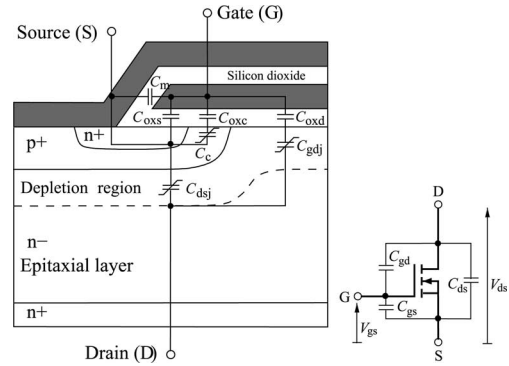 Gate (G)
Source (S)
Silicon dioxide
Cm
Coxs
Coxc
Coxd
n+
p+
Cc
Cgdj
Depletion region
Cdsj
n−
Epitaxial layer
n+
Drain (D)
D
Cgd
Cds
Vds
G
Cgs
Vgs
S